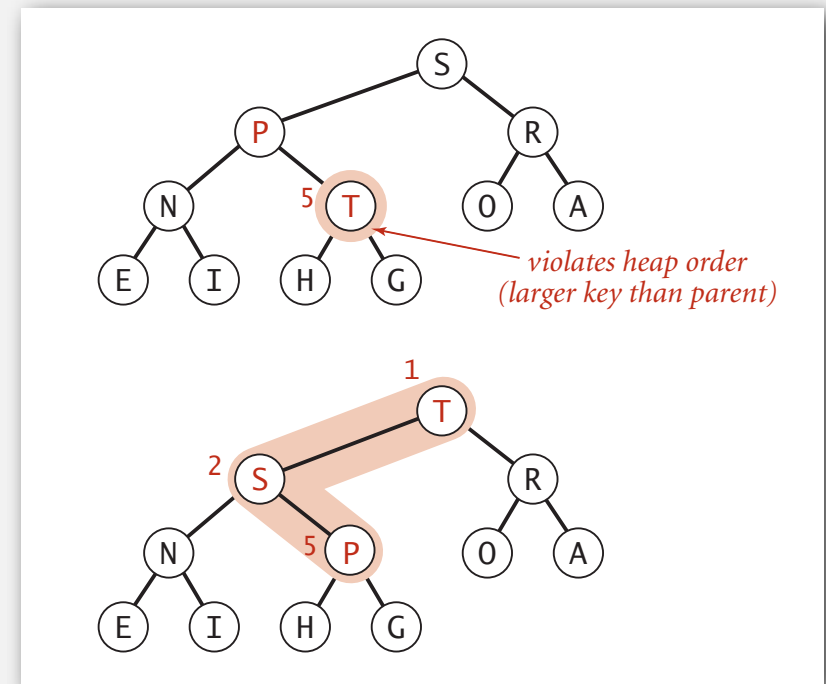 S
P R
N 5 T O A
violates heap order
(larger key than parent)
E I H G
1
T
2 S R
N 5 P O A
E I H G